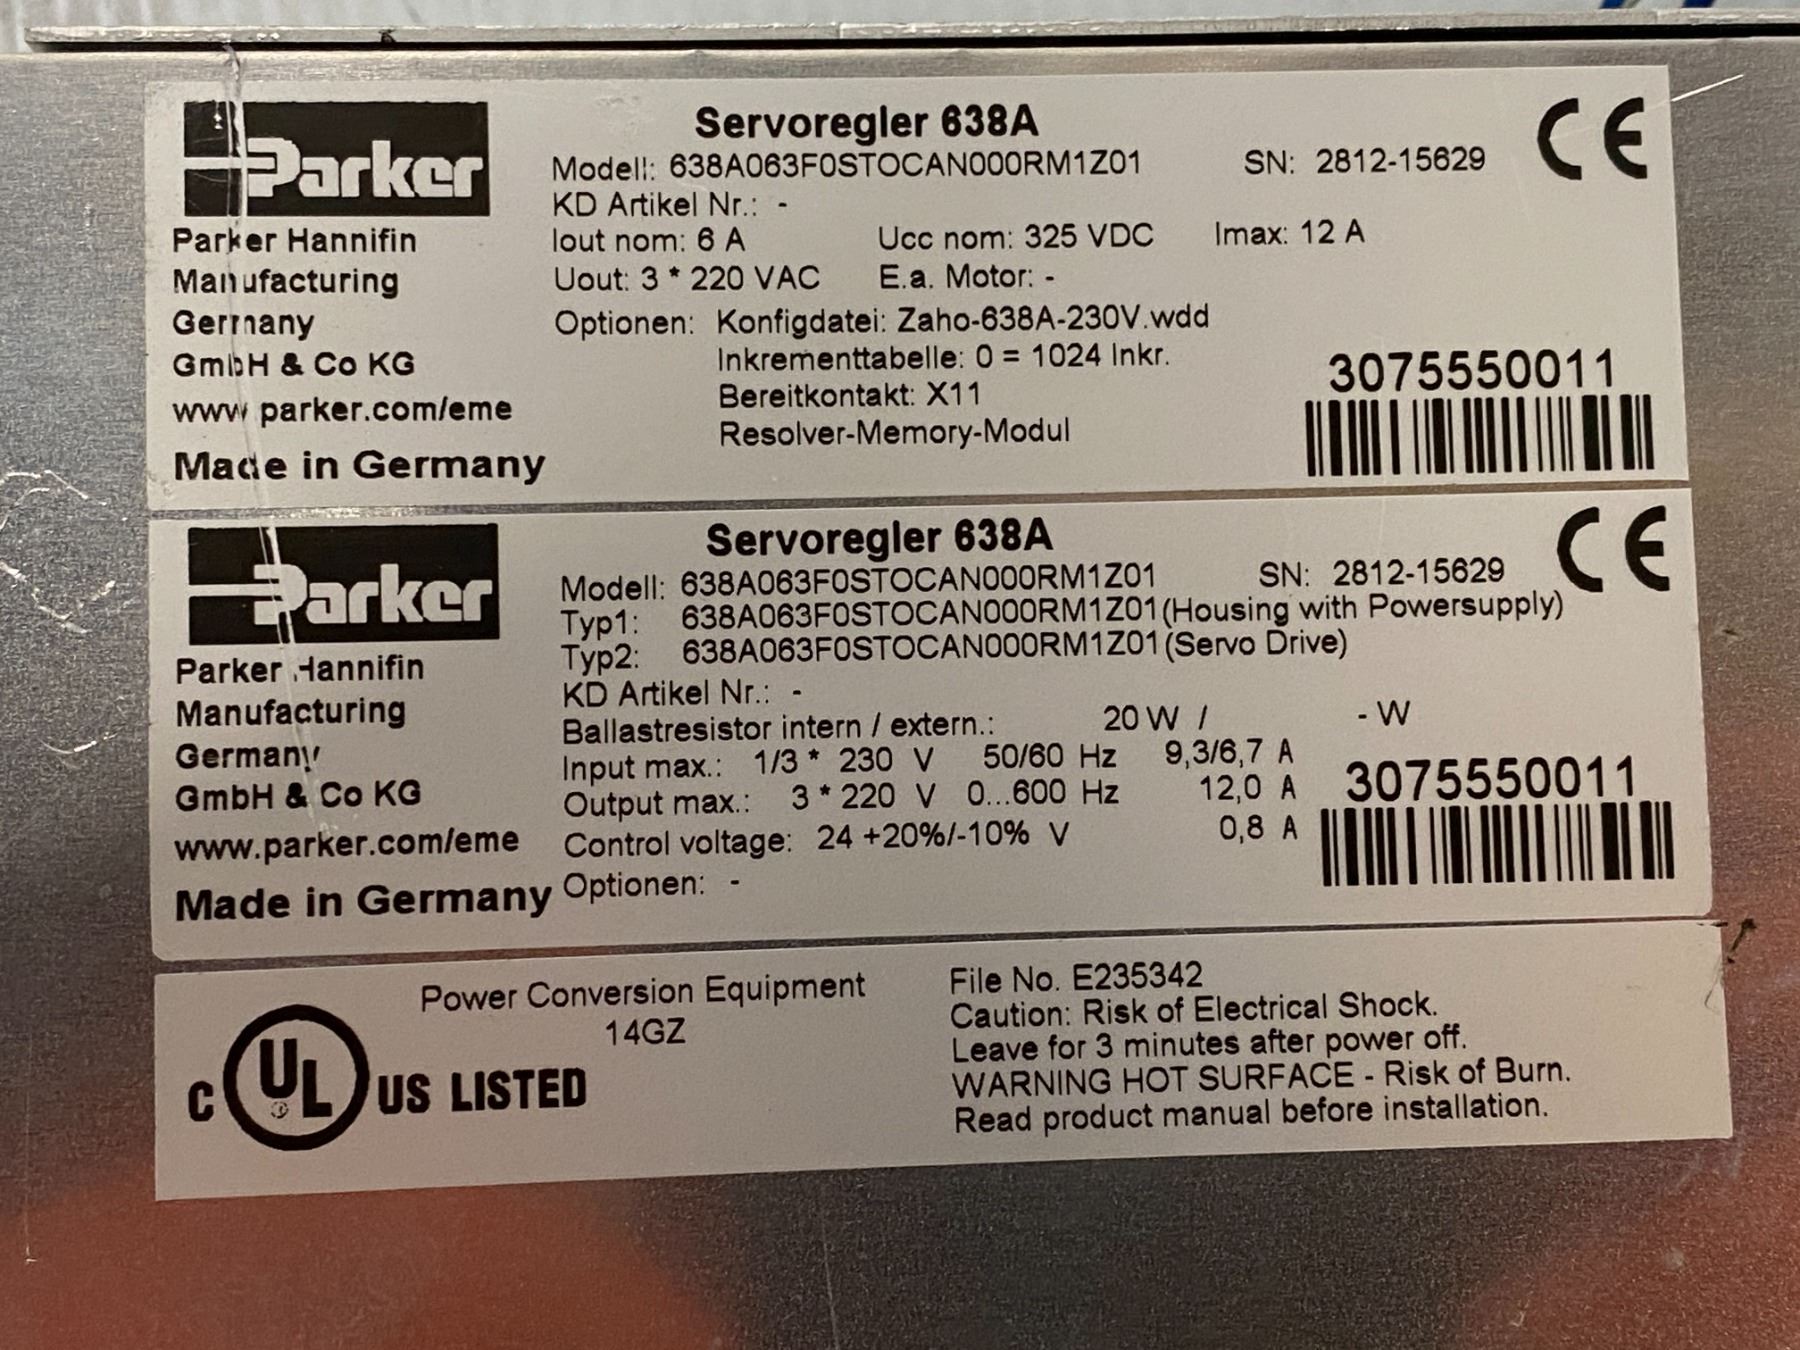 Parker
Parker Hannifin
Manufacturing
Germany
GmbH & Co KG
www.parker.com/eme
Made in Germany
Servoregler 638A
Modell: 638A063F0STOCAN000RM1Z01 SN: 2812-15629
KD Artikel Nr.: -
Iout nom: 6 A Ucc nom: 325 VDC Imax: 12 A
Uout: 3 * 220 VAC E.a. Motor: -
Optionen: Konfigdatei: Zaho-638A-230V.wdd
Inkrementtabelle: 0 = 1024 Inkr.
Bereitkontakt: X11
Resolver-Memory-Modul
CE
3075550011
Parker
Parker Hannifin
Manufacturing
Germany
GmbH & Co KG
www.parker.com/eme
Made in Germany
Servoregler 638A
Modell: 638A063F0STOCAN000RM1Z01 SN: 2812-15629
Typ1: 638A063F0STOCAN000RM1Z01(Housing with Powersupply)
Typ2: 638A063F0STOCAN000RM1Z01(Servo Drive)
KD Artikel Nr.: -
Ballastresistor intern / extern.: 20 W / - W
Input max.: 1/3 * 230 V 50/60 Hz 9,3/6,7 A
Output max.: 3 * 220 V 0...600 Hz 12,0 A
Control voltage: 24 +20%/-10% V 0,8 A
Optionen: -
CE
3075550011
C UL US LISTED
Power Conversion Equipment
14GZ
File No. E235342
Caution: Risk of Electrical Shock.
Leave for 3 minutes after power off.
WARNING HOT SURFACE - Risk of Burn.
Read product manual before installation.